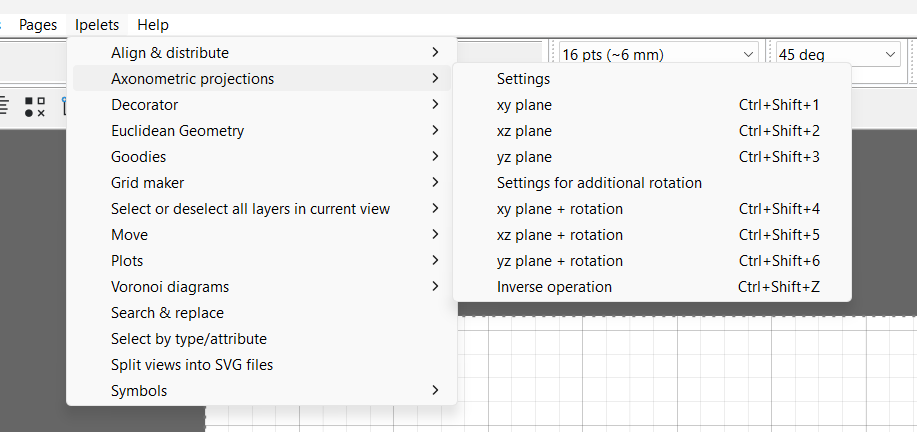 Pages Ipelets Help
16 pts (~6 mm) 45 deg
Align & distribute
Axonometric projections
Decorator
Euclidean Geometry
Goodies
Grid maker
Select or deselect all layers in current view
Move
Plots
Voronoi diagrams
Search & replace
Select by type/attribute
Split views into SVG files
Symbols
Settings
xy plane Ctrl+Shift+1
xz plane Ctrl+Shift+2
yz plane Ctrl+Shift+3
Settings for additional rotation
xy plane + rotation Ctrl+Shift+4
xz plane + rotation Ctrl+Shift+5
yz plane + rotation Ctrl+Shift+6
Inverse operation Ctrl+Shift+Z